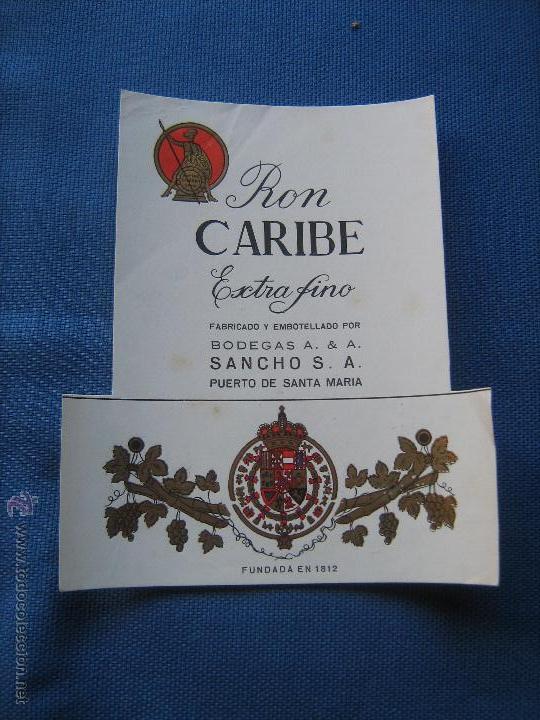 Ron
CARIBE
Extra fino
FABRICADO Y EMBOTELLADO POR
BODEGAS A. & A.
SANCHO S. A.
PUERTO DE SANTA MARIA
FUNDADA EN 1812
www.todocoleccion.net